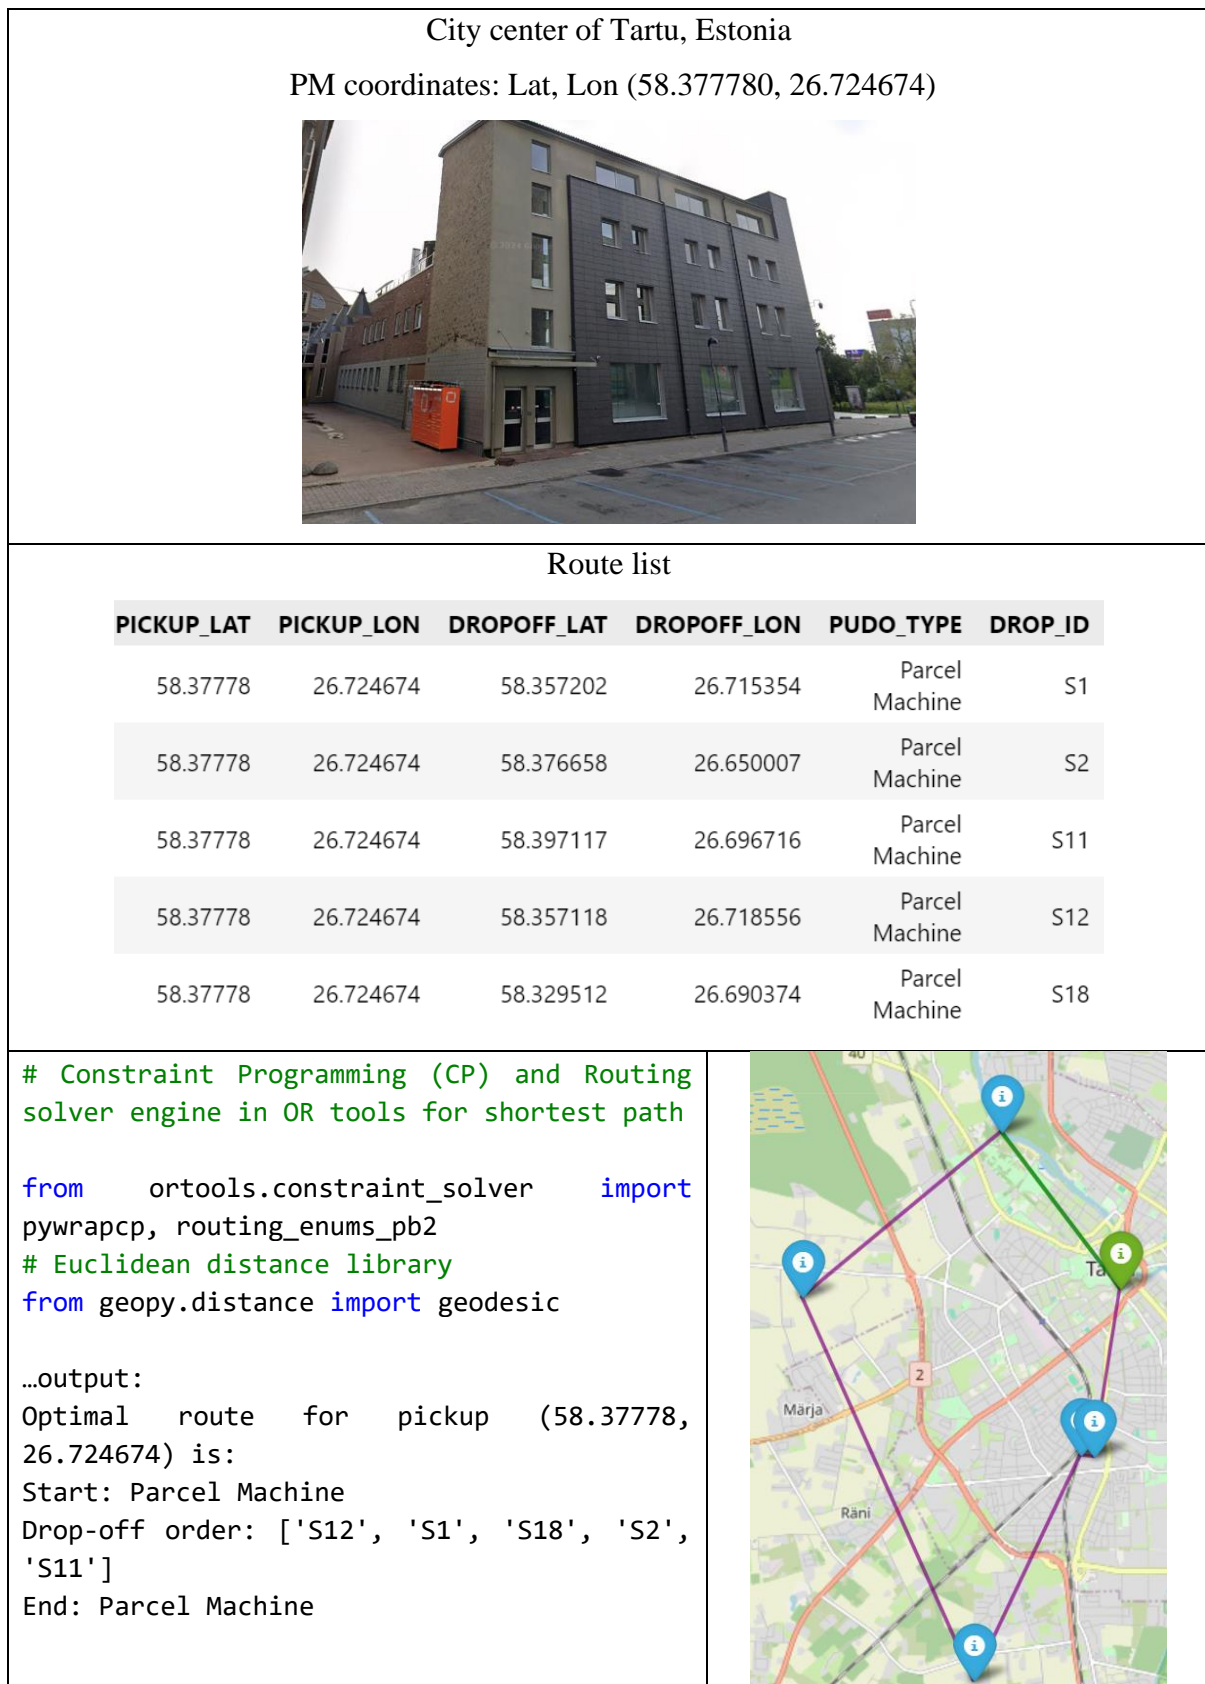 City center of Tartu, Estonia
PM coordinates: Lat, Lon (58.377780, 26.724674)
Route list
PICKUP_LAT PICKUP_LON DROPOFF_LAT DROPOFF_LON PUDO_TYPE DROP_ID
58.37778 26.724674 58.357202 26.715354 Parcel Machine S1
58.37778 26.724674 58.376658 26.650007 Parcel Machine S2
58.37778 26.724674 58.397117 26.696716 Parcel Machine S11
58.37778 26.724674 58.357118 26.718556 Parcel Machine S12
58.37778 26.724674 58.329512 26.690374 Parcel Machine S18
# Constraint Programming (CP) and Routing
solver engine in OR tools for shortest path
from ortools.constraint_solver import
pywrapcp, routing_enums_pb2
# Euclidean distance library
from geopy.distance import geodesic
…output:
Optimal route for pickup (58.37778,
26.724674) is:
Start: Parcel Machine
Drop-off order: ['S12', 'S1', 'S18', 'S2',
'S11']
End: Parcel Machine
40
Ta
2
Märja
Räni